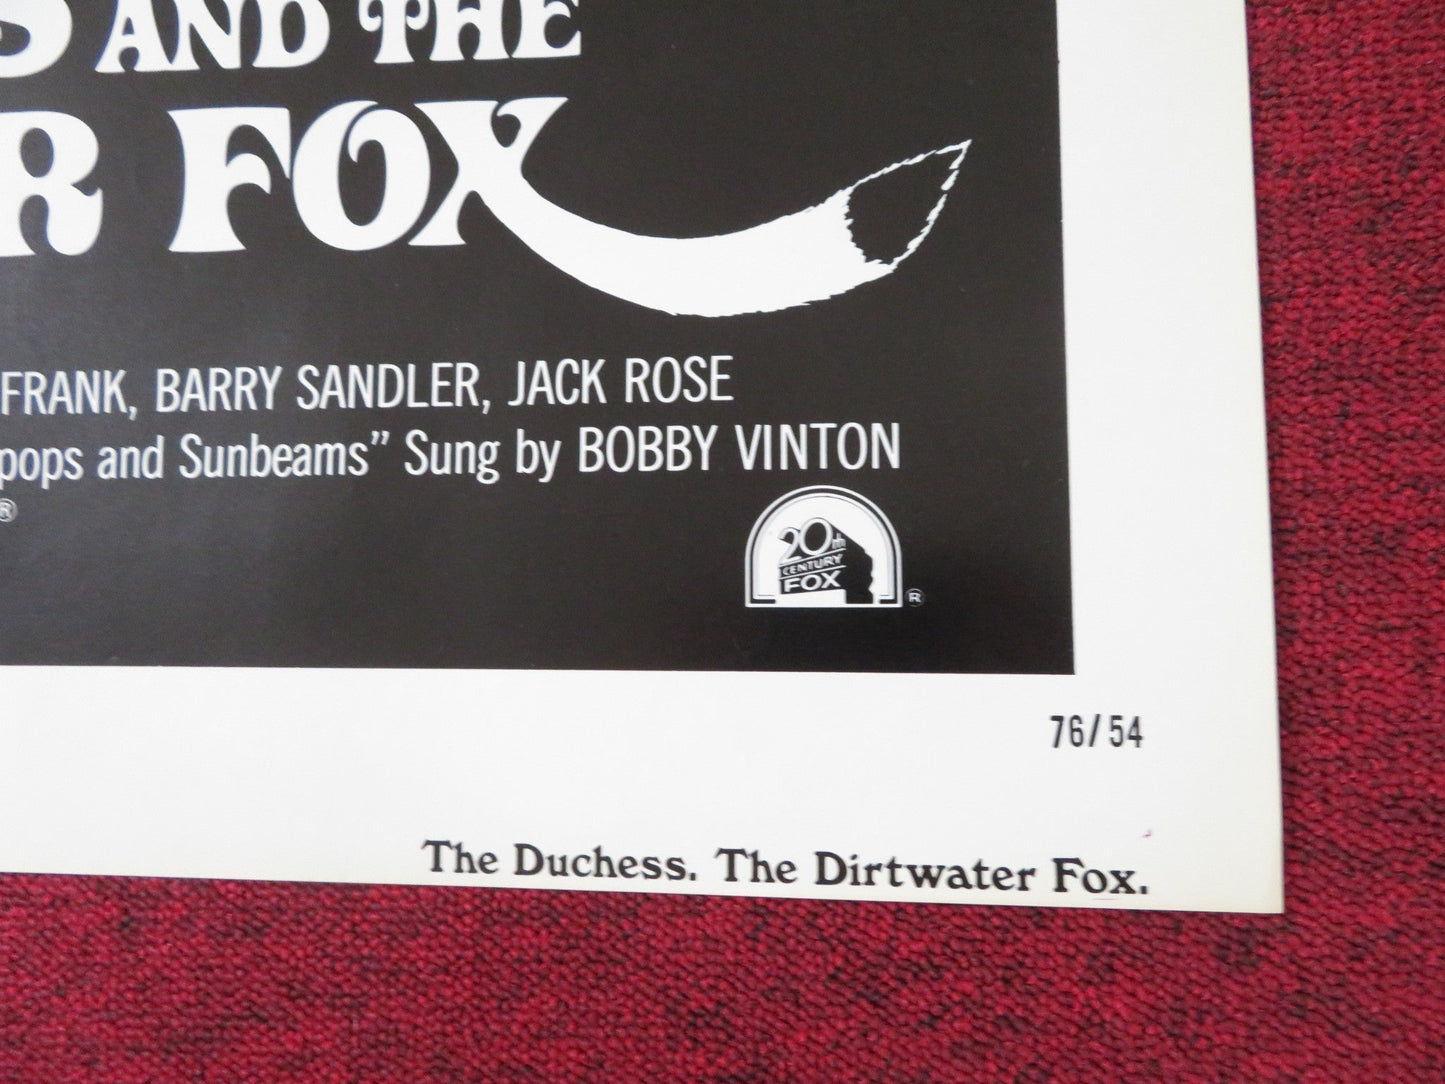 S AND THE
R FOX
FRANK, BARRY SANDLER, JACK ROSE
pops and Sunbeams” Sung by BOBBY VINTON
®
20th
CENTURY
FOX
®
76/54
The Duchess. The Dirtwater Fox.